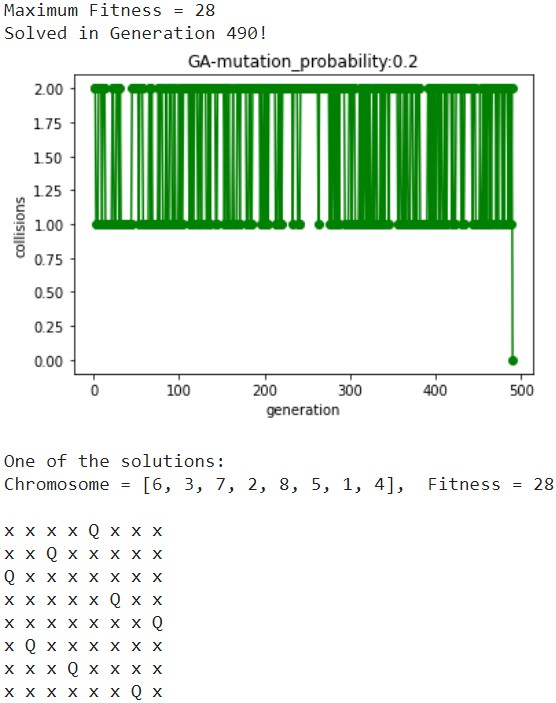 Maximum Fitness = 28
Solved in Generation 490!
GA-mutation_probability:0.2
2.00
1.75
1.50
1.25
1.00
0.75
0.50
0.25
0.00
collisions
0 100 200 300 400 500
generation
One of the solutions:
Chromosome = [6, 3, 7, 2, 8, 5, 1, 4],  Fitness = 28
x x x x Q x x x
x x Q x x x x x
Q x x x x x x x
x x x x x Q x x
x x x x x x x Q
x Q x x x x x x
x x x Q x x x x
x x x x x x Q x